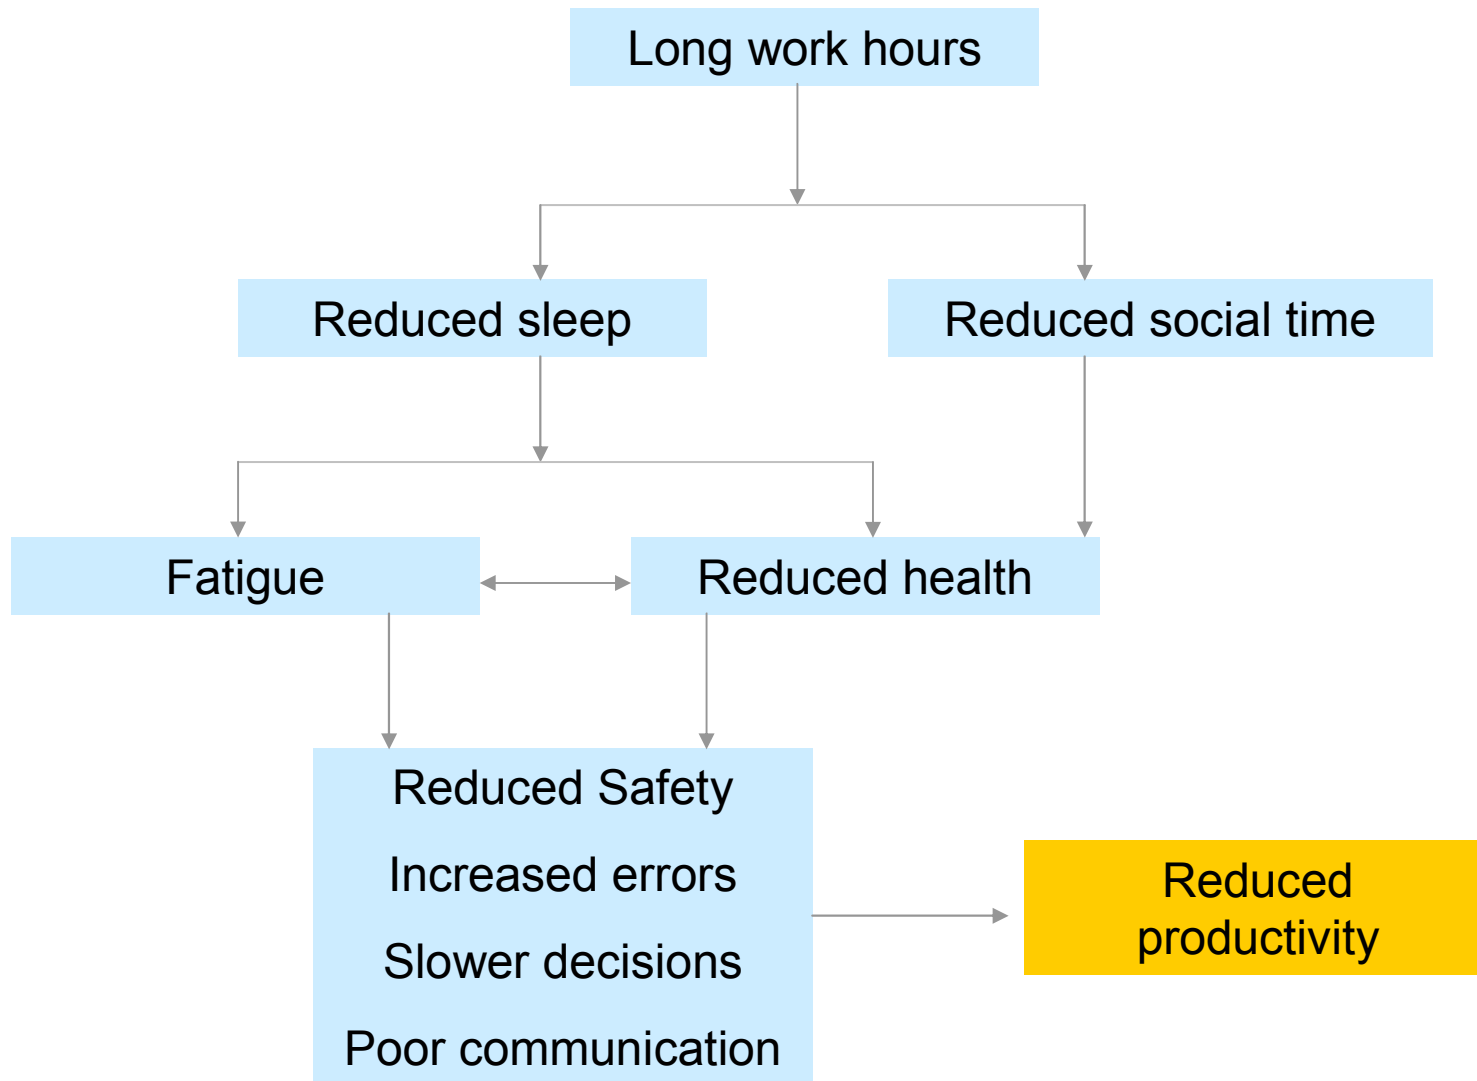 Long work hours
Reduced sleep
Reduced social time
Fatigue
Reduced health
Reduced Safety
Increased errors
Slower decisions
Poor communication
Reduced
productivity